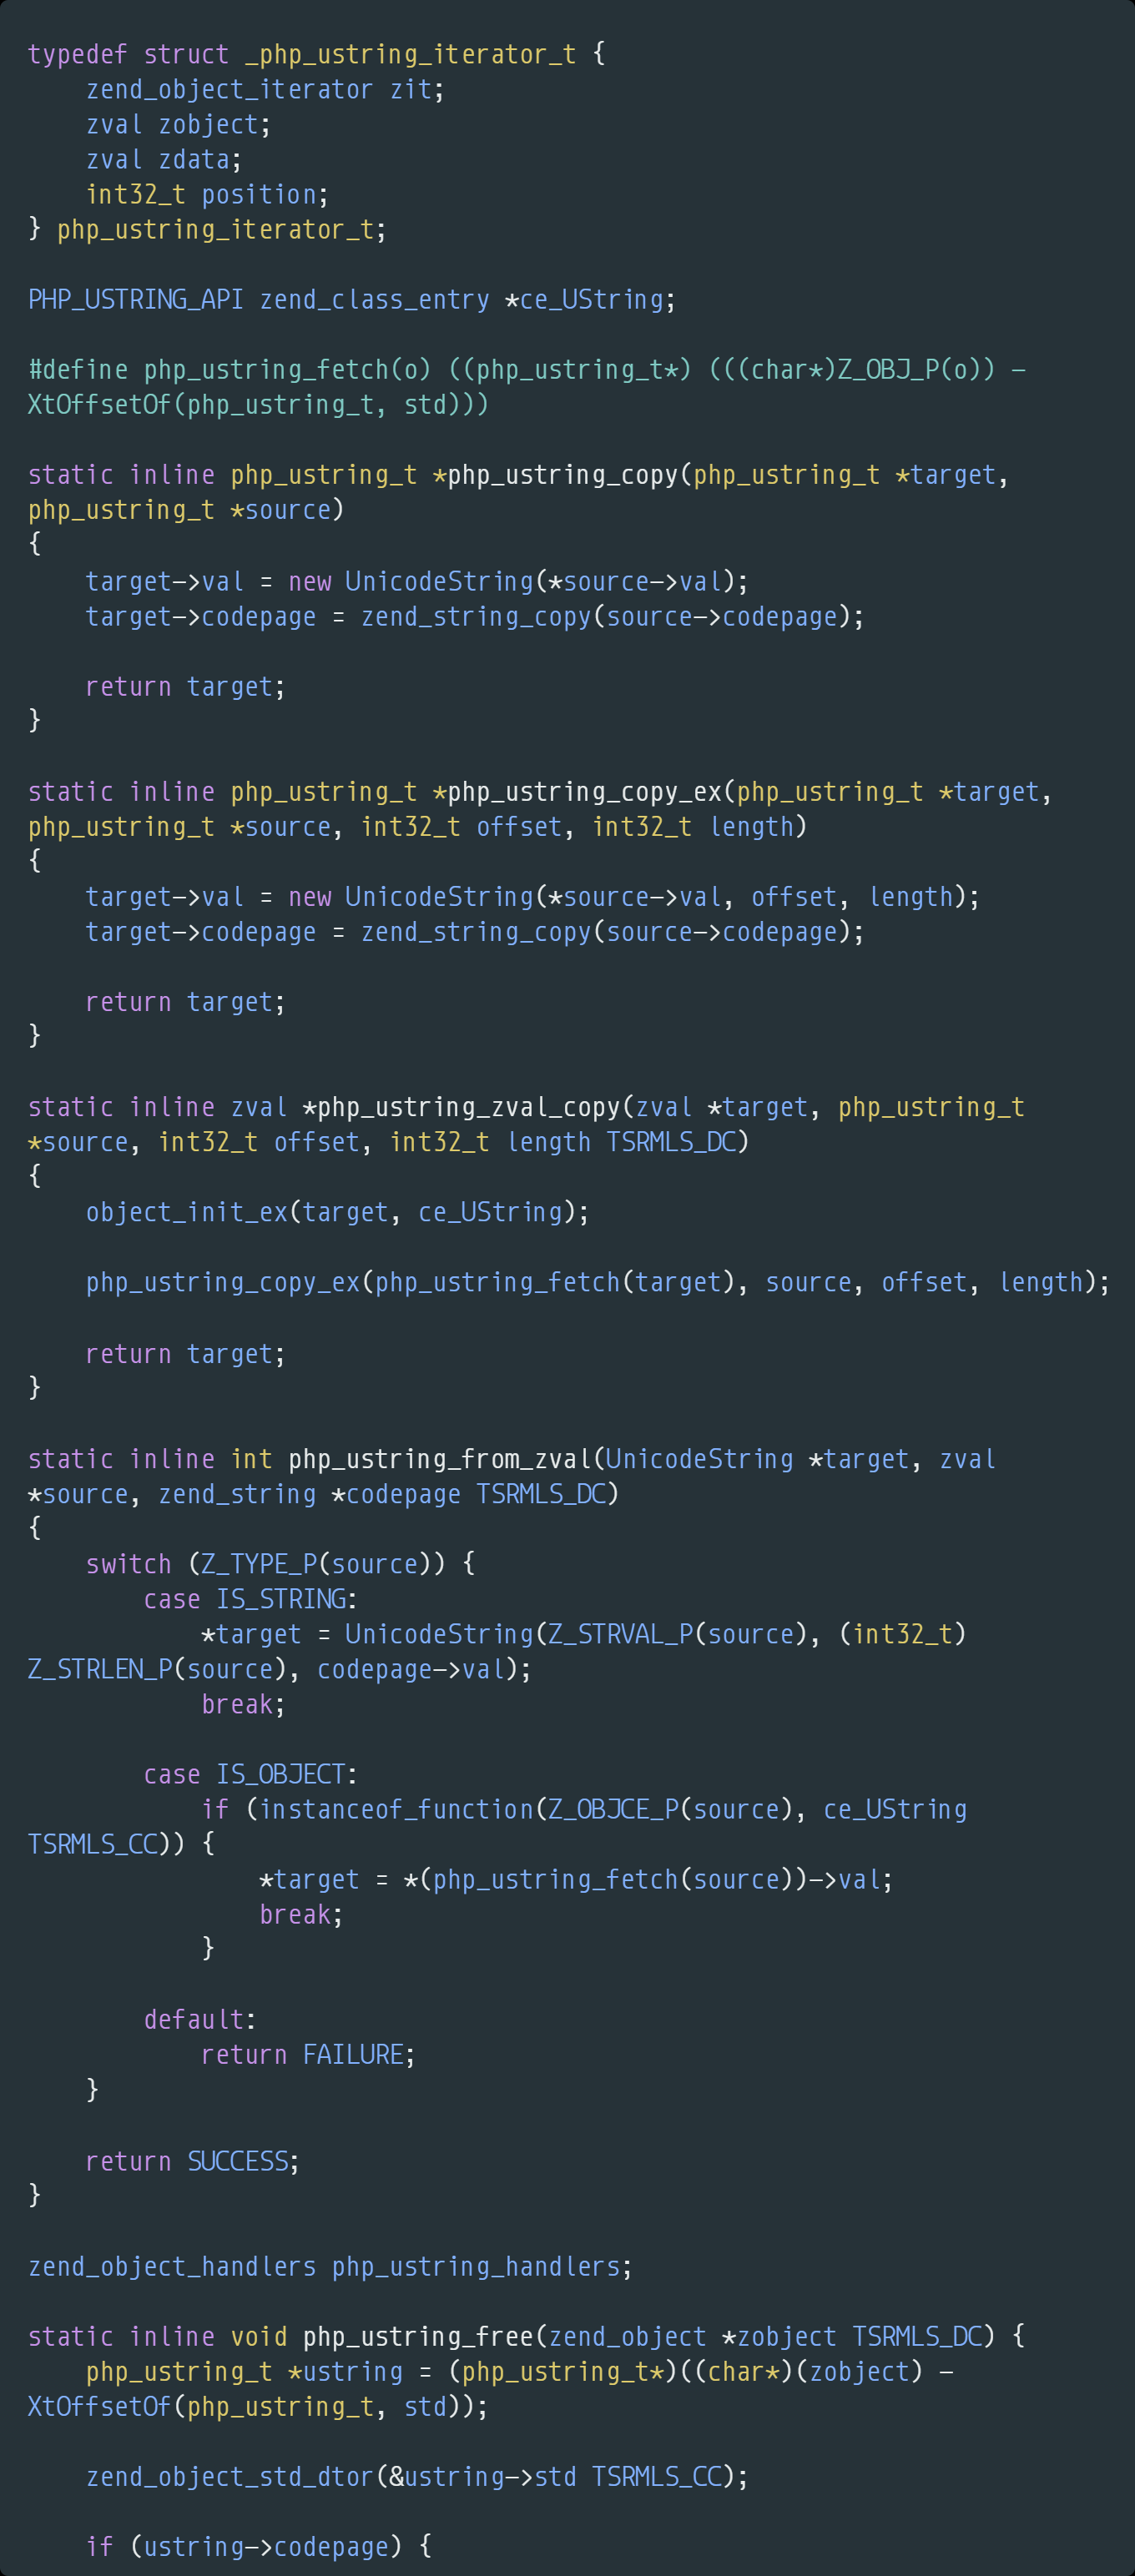 typedef struct _php_ustring_iterator_t {
    zend_object_iterator zit;
    zval zobject;
    zval zdata;
    int32_t position;
} php_ustring_iterator_t;

PHP_USTRING_API zend_class_entry *ce_UString;

#define php_ustring_fetch(o) ((php_ustring_t*) (((char*)Z_OBJ_P(o)) -
XtOffsetOf(php_ustring_t, std)))

static inline php_ustring_t *php_ustring_copy(php_ustring_t *target,
php_ustring_t *source)
{
    target->val = new UnicodeString(*source->val);
    target->codepage = zend_string_copy(source->codepage);

    return target;
}

static inline php_ustring_t *php_ustring_copy_ex(php_ustring_t *target,
php_ustring_t *source, int32_t offset, int32_t length)
{
    target->val = new UnicodeString(*source->val, offset, length);
    target->codepage = zend_string_copy(source->codepage);

    return target;
}

static inline zval *php_ustring_zval_copy(zval *target, php_ustring_t
*source, int32_t offset, int32_t length TSRMLS_DC)
{
    object_init_ex(target, ce_UString);

    php_ustring_copy_ex(php_ustring_fetch(target), source, offset, length);

    return target;
}

static inline int php_ustring_from_zval(UnicodeString *target, zval
*source, zend_string *codepage TSRMLS_DC)
{
    switch (Z_TYPE_P(source)) {
        case IS_STRING:
            *target = UnicodeString(Z_STRVAL_P(source), (int32_t)
Z_STRLEN_P(source), codepage->val);
            break;

        case IS_OBJECT:
            if (instanceof_function(Z_OBJCE_P(source), ce_UString
TSRMLS_CC)) {
                *target = *(php_ustring_fetch(source))->val;
                break;
            }

        default:
            return FAILURE;
    }

    return SUCCESS;
}

zend_object_handlers php_ustring_handlers;

static inline void php_ustring_free(zend_object *zobject TSRMLS_DC) {
    php_ustring_t *ustring = (php_ustring_t*)((char*)(zobject) -
XtOffsetOf(php_ustring_t, std));

    zend_object_std_dtor(&ustring->std TSRMLS_CC);

    if (ustring->codepage) {